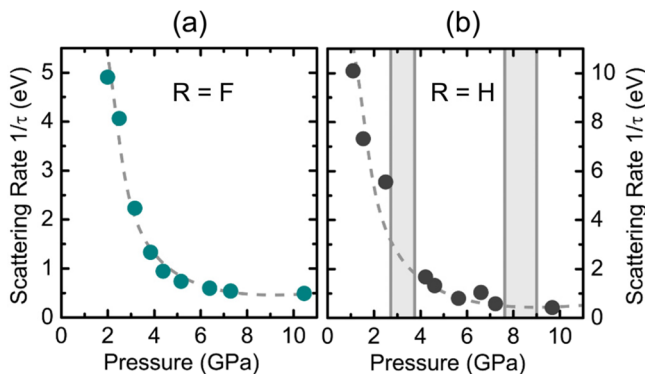 (a)
(b)
5
4
3
2
1
0
Scattering Rate 1/τ (eV)
R = F
0 2 4 6 8 10
Pressure (GPa)
R = H
10
8
6
4
2
0
Scattering Rate 1/τ (eV)
0 2 4 6 8 10
Pressure (GPa)